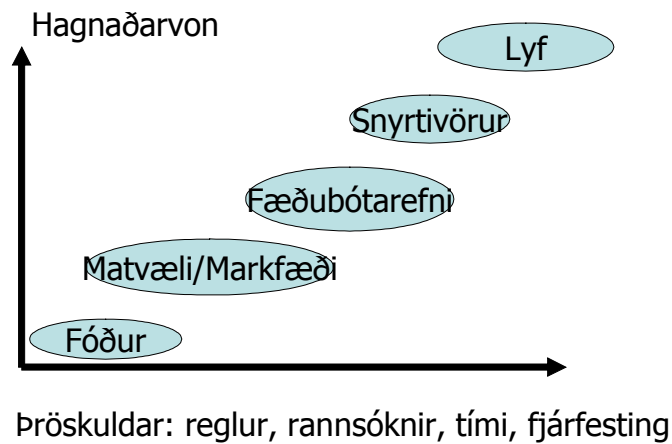 Hagnaðarvon
Lyf
Snyrtivörur
Fæðubótarefni
Matvæli/Markfæði
Fóður
Þröskuldar: reglur, rannsóknir, tími, fjárfesting